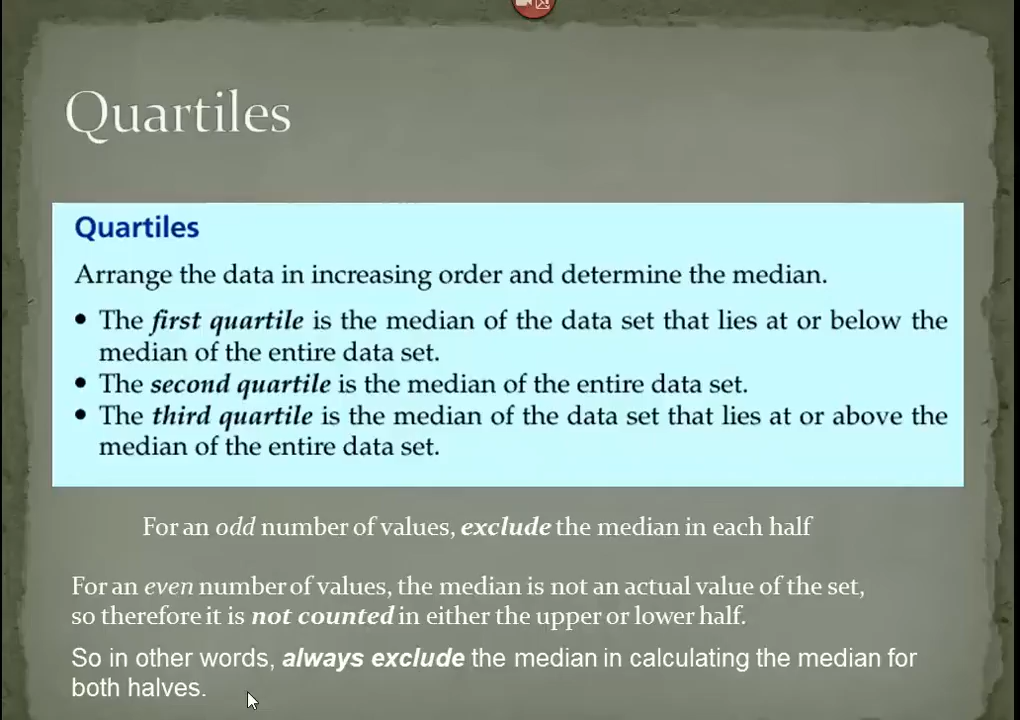 Quartiles
Quartiles
Arrange the data in increasing order and determine the median.
• The first quartile is the median of the data set that lies at or below the
median of the entire data set.
• The second quartile is the median of the entire data set.
• The third quartile is the median of the data set that lies at or above the
median of the entire data set.
For an odd number of values, exclude the median in each half
For an even number of values, the median is not an actual value of the set,
so therefore it is not counted in either the upper or lower half.
So in other words, always exclude the median in calculating the median for
both halves.